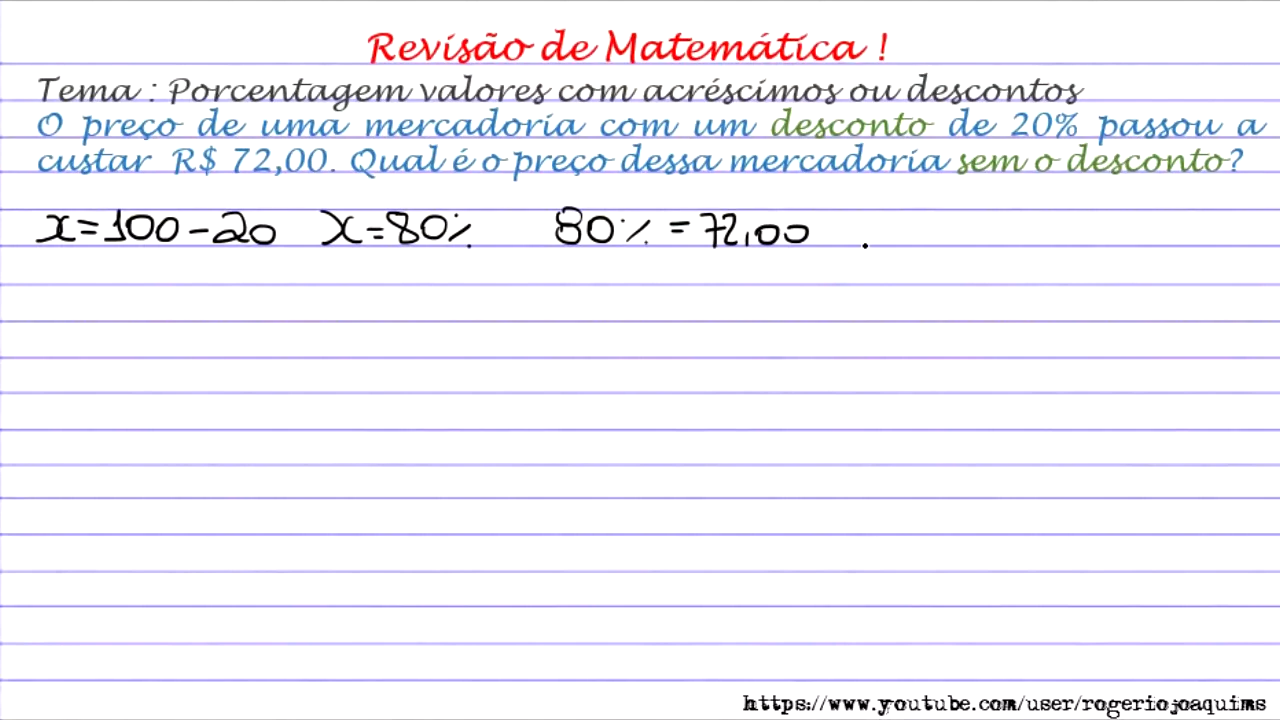 Revisão de Matemática !
Tema : Porcentagem valores com acréscimos ou descontos
O preço de uma mercadoria com um desconto de 20% passou a
custar R$ 72,00. Qual é o preço dessa mercadoria sem o desconto?
x=100-20 x=80% 80% = 72,00
https://www.youtube.com/user/rogeriojoaquims